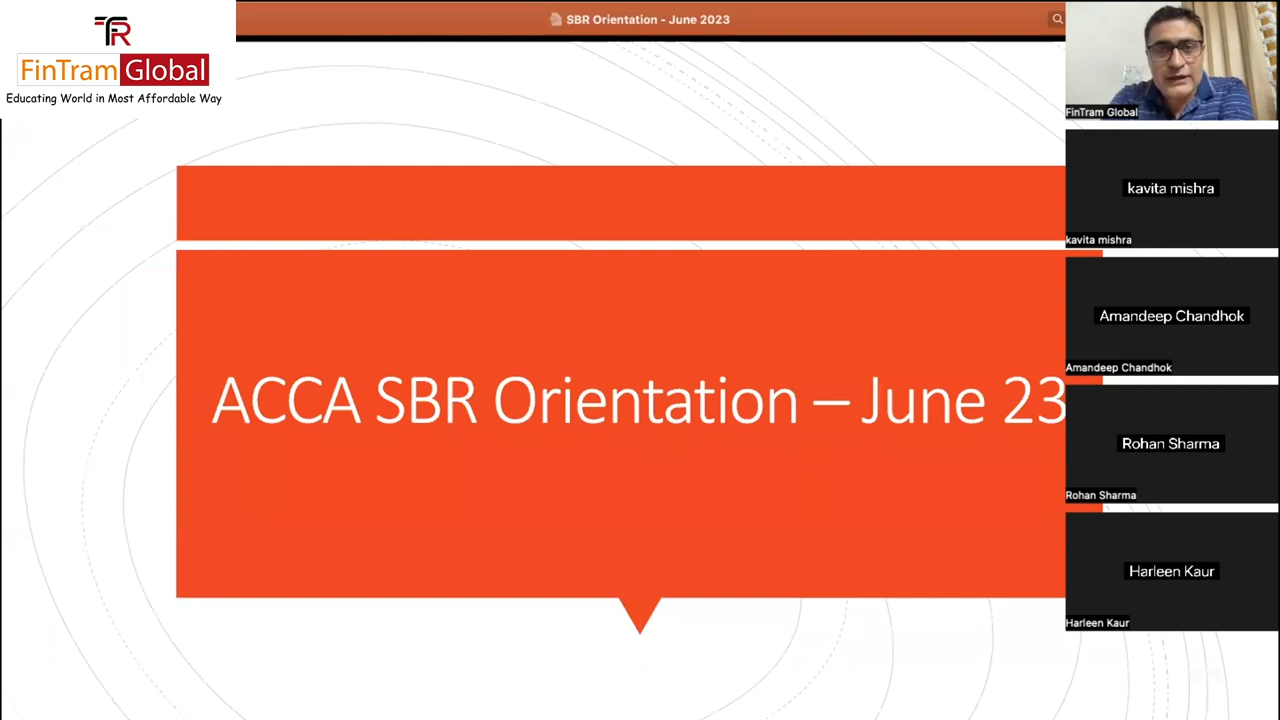 TR
FinTram Global
Educating World in Most Affordable Way
SBR Orientation - June 2023
ACCA SBR Orientation – June 23
FinTram Global
kavita mishra
kavita mishra
Amandeep Chandhok
Amandeep Chandhok
Rohan Sharma
Rohan Sharma
Harleen Kaur
Harleen Kaur